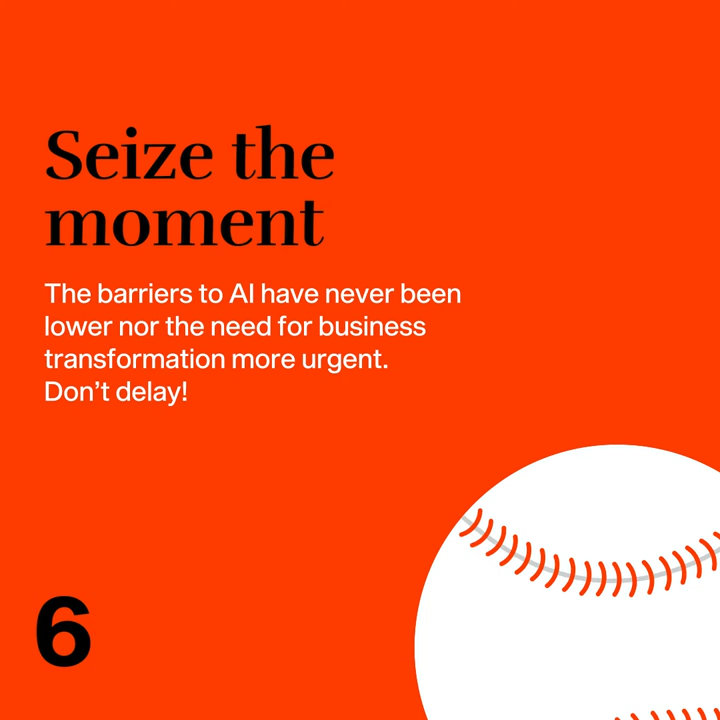 Seize the
moment
The barriers to AI have never been
lower nor the need for business
transformation more urgent.
Don’t delay!
6